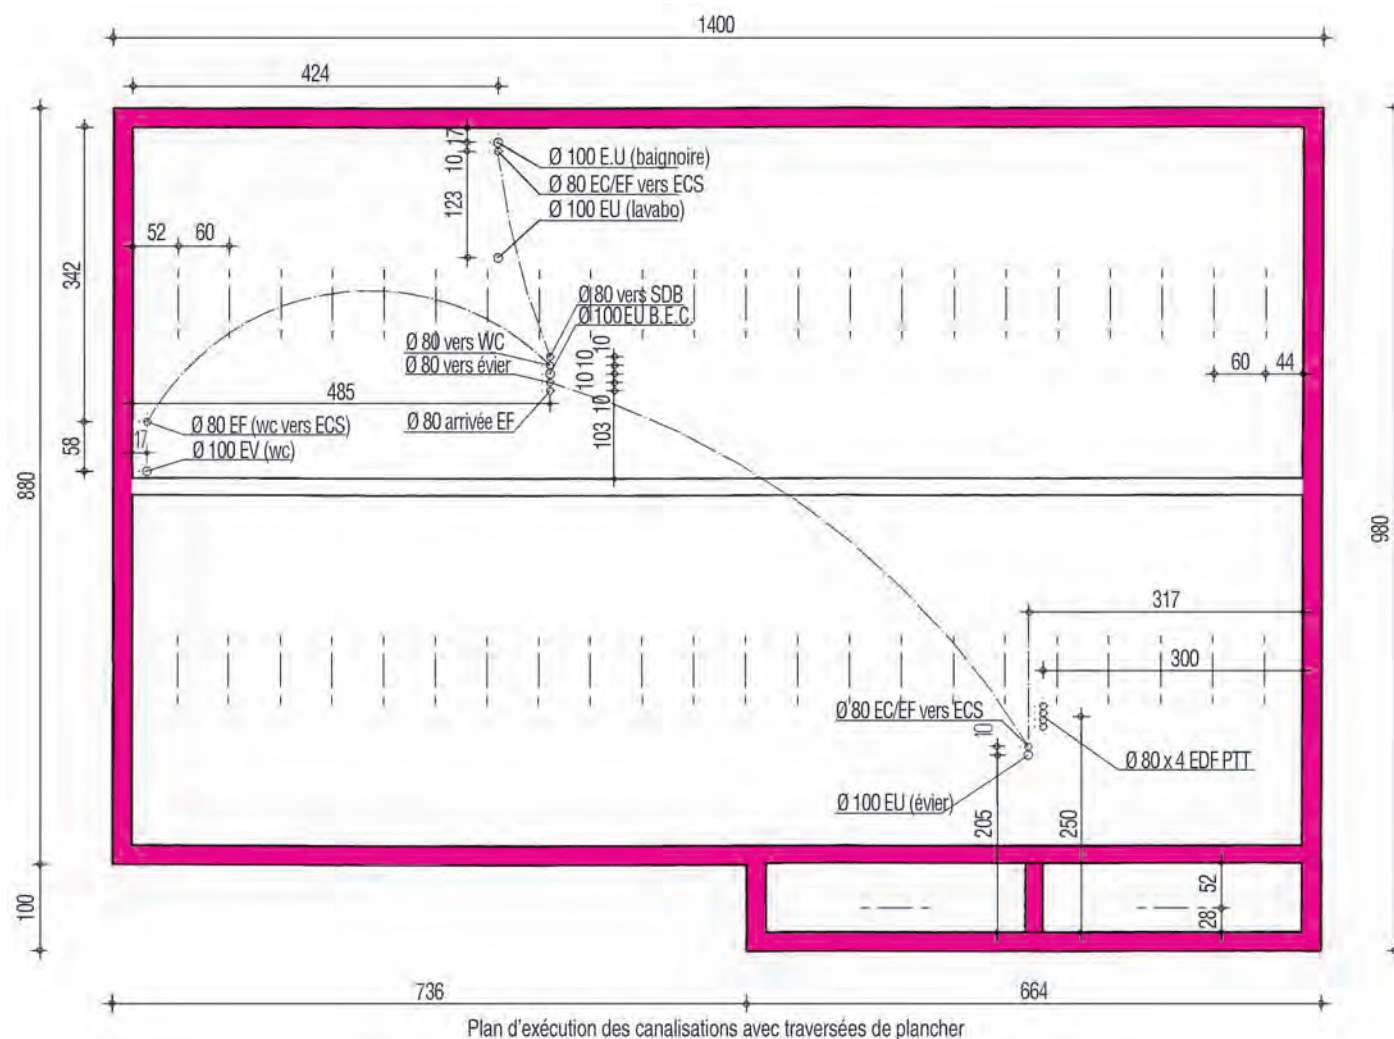 1400
424
17
10
123
Ø 100 E.U (baignoire)
Ø 80 EC/EF vers ECS
Ø 100 EU (lavabo)
52
60
342
Ø 80 vers SDB
Ø 100 EU B.E.C.
Ø 80 vers WC
Ø 80 vers évier
10
10
10
10
60
44
485
Ø 80 arrivée EF
Ø 80 EF (wc vers ECS)
17
Ø 100 EV (wc)
58
103
880
980
317
300
Ø 80 EC/EF vers ECS
10
Ø 80 x 4 EDF PTT
Ø 100 EU (évier)
205
250
52
28
100
736
664
Plan d'exécution des canalisations avec traversées de plancher